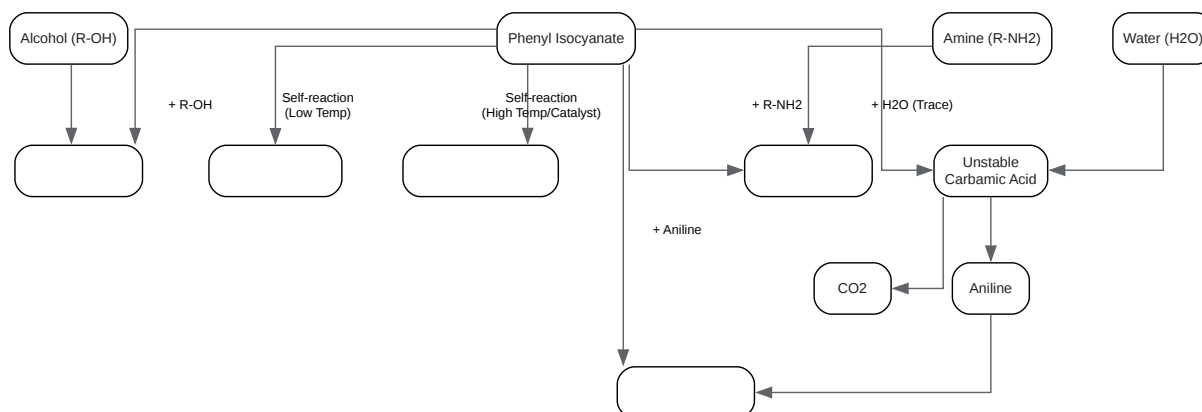 Alcohol (R-OH)
Phenyl Isocyanate
Amine (R-NH2)
Water (H2O)
+ R-OH
Self-reaction
(Low Temp)
Self-reaction
(High Temp/Catalyst)
+ R-NH2
+ H2O (Trace)
Unstable
Carbamic Acid
+ Aniline
CO2
Aniline